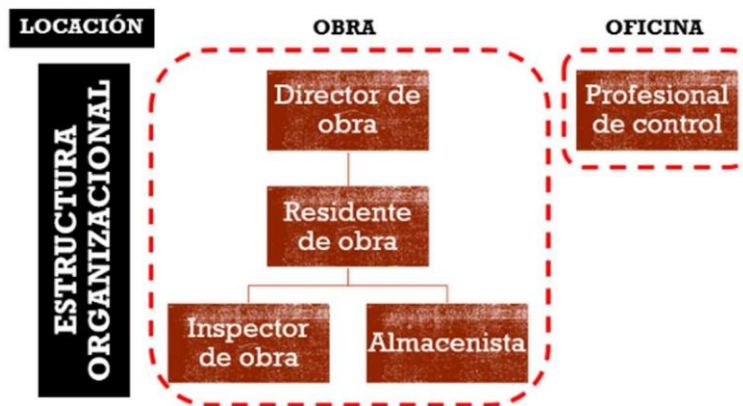 LOCACIÓN
OBRA
OFICINA
ESTRUCTURA
ORGANIZACIONAL
Director de
obra
Profesional
de control
Residente
de obra
Inspector
de obra
Almacenista